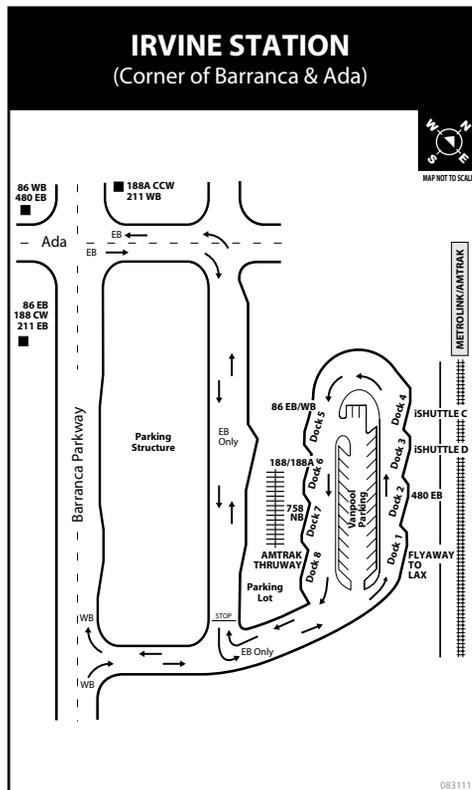 IRVINE STATION
(Corner of Barranca & Ada)
W
N
S
E
MAP NOT TO SCALE
86 WB
480 EB
188A CCW
211 WB
EB
Ada
EB
86 EB
188 CW
211 EB
METROLINK/AMTRAK
Barranca Parkway
Parking
Structure
EB
Only
86 EB/WB
Dock 5
Dock 4
iSHUTTLE C
188/188A
Dock 6
Dock 3
iSHUTTLE D
Vanpool
Parking
758
NB
Dock 7
Dock 2
480 EB
AMTRAK
THRUWAY
Dock 8
Dock 1
FLYAWAY
TO
LAX
Parking
Lot
WB
STOP
EB Only
WB
083111